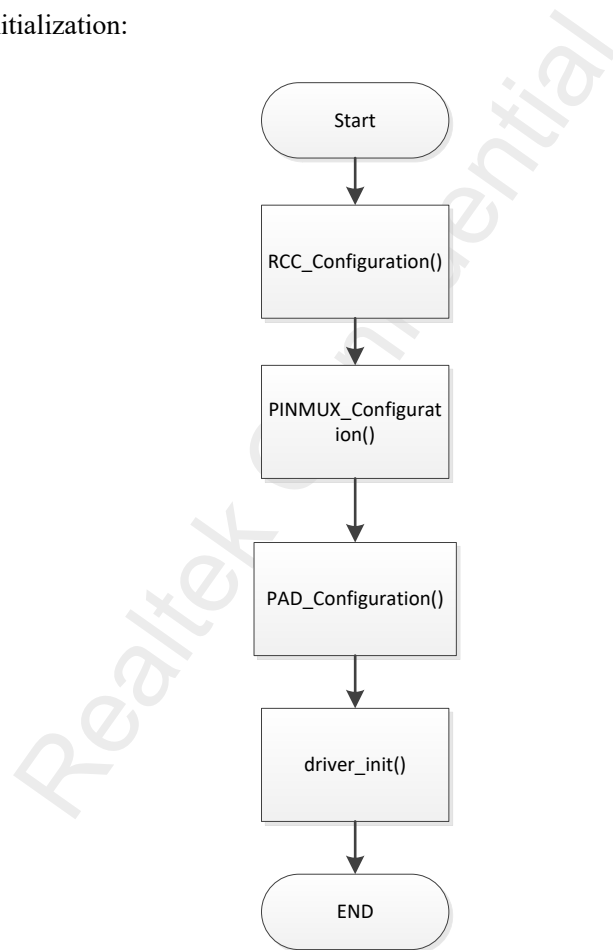 itialization:
Start
RCC_Configuration()
PINMUX_Configurat
ion()
PAD_Configuration()
driver_init()
END
Realtek Confidential